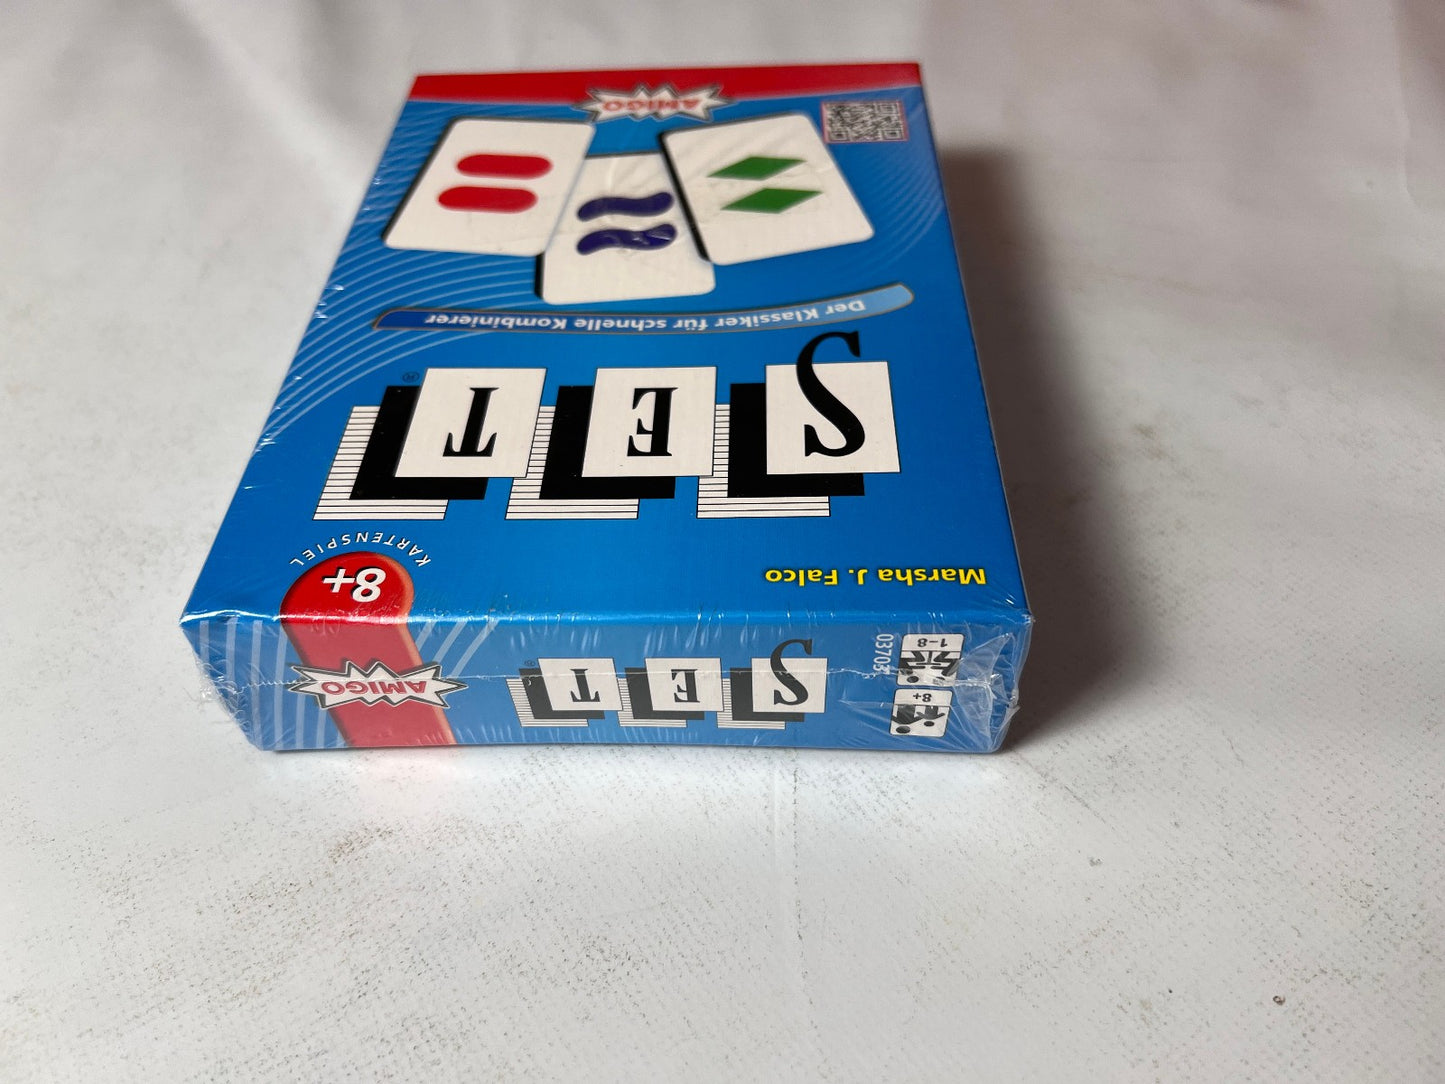 Marsha J. Falco
8+
KARTENSPIEL
SET®
Der Klassiker für schnelle Kombinierer
AMIGO
1–8
8+
03703
SET®
AMIGO